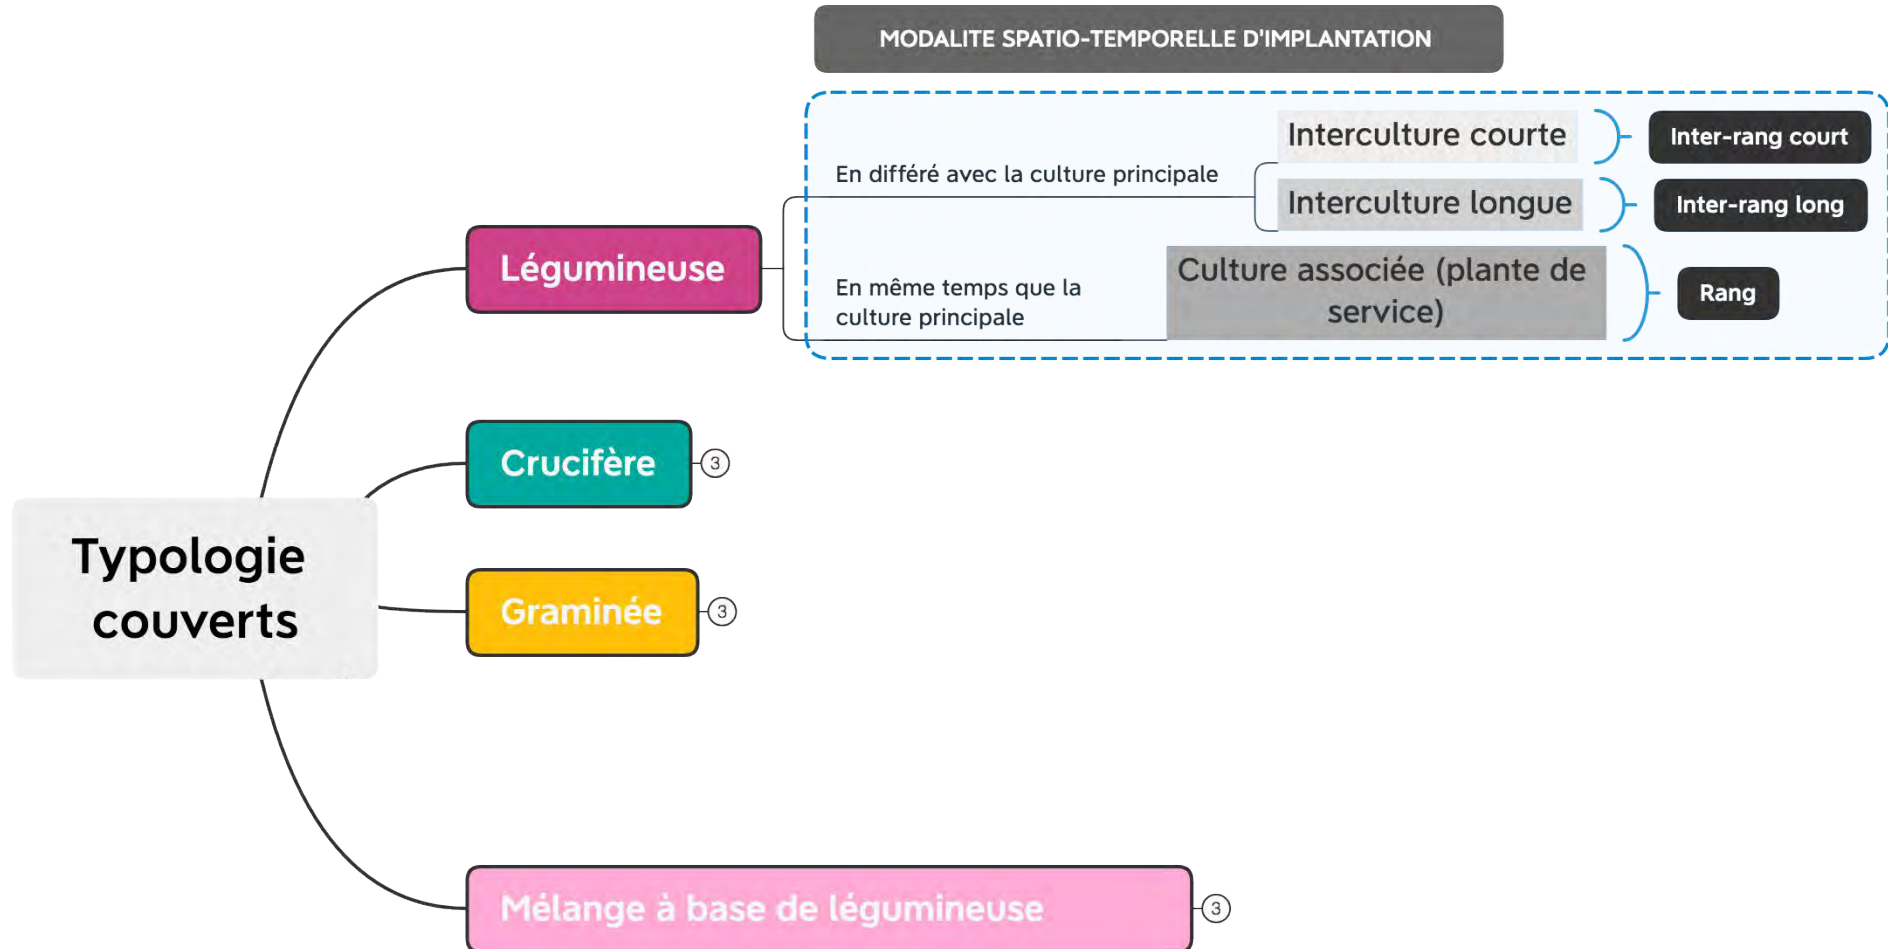 MODALITE SPATIO-TEMPORELLE D'IMPLANTATION
Interculture courte
Inter-rang court
En différé avec la culture principale
Interculture longue
Inter-rang long
Légumineuse
Culture associée (plante de
service)
En même temps que la
culture principale
Rang
Crucifère
3
Typologie
couverts
Graminée
3
Mélange à base de légumineuse
3